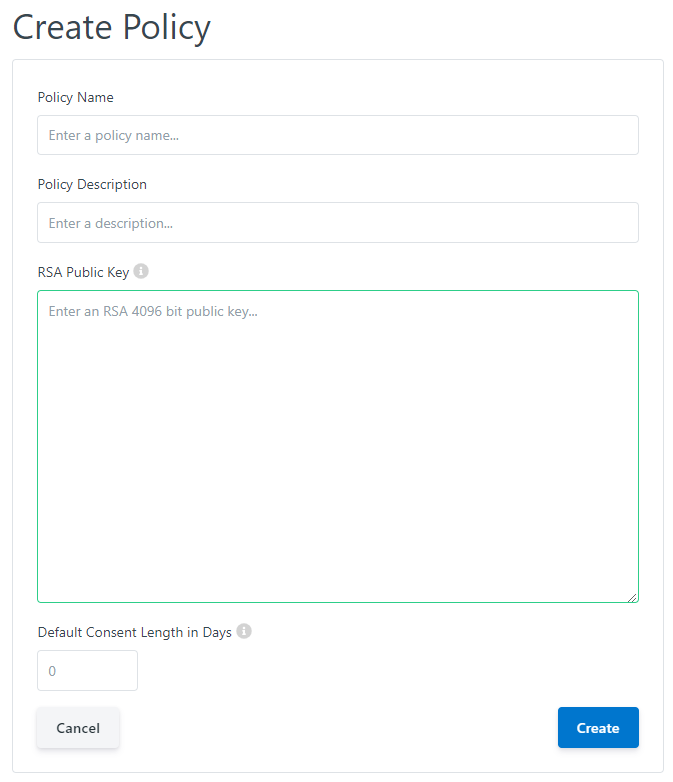 Create Policy
Policy Name
Enter a policy name...
Policy Description
Enter a description...
RSA Public Key
Enter an RSA 4096 bit public key...
Default Consent Length in Days
0
Cancel
Create